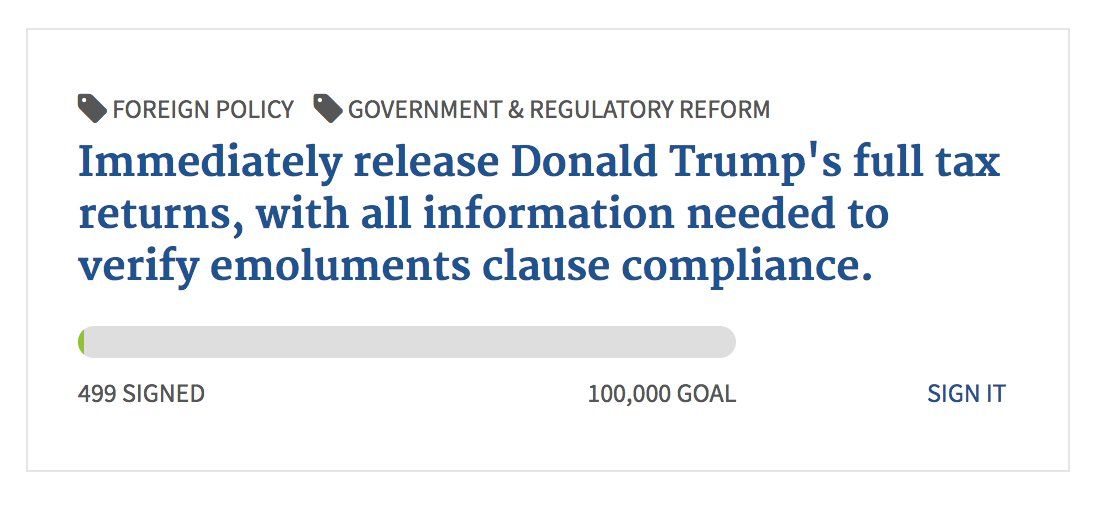 FOREIGN POLICY GOVERNMENT & REGULATORY REFORM
Immediately release Donald Trump's full tax
returns, with all information needed to
verify emoluments clause compliance.
499 SIGNED 100,000 GOAL SIGN IT